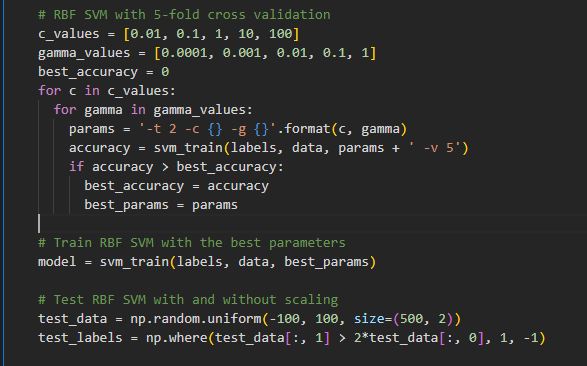 # RBF SVM with 5-fold cross validation
c_values = [0.01, 0.1, 1, 10, 100]
gamma_values = [0.0001, 0.001, 0.01, 0.1, 1]
best_accuracy = 0
for c in c_values:
  for gamma in gamma_values:
    params = '-t 2 -c {} -g {}'.format(c, gamma)
    accuracy = svm_train(labels, data, params + ' -v 5')
    if accuracy > best_accuracy:
      best_accuracy = accuracy
      best_params = params
# Train RBF SVM with the best parameters
model = svm_train(labels, data, best_params)
# Test RBF SVM with and without scaling
test_data = np.random.uniform(-100, 100, size=(500, 2))
test_labels = np.where(test_data[:, 1] > 2*test_data[:, 0], 1, -1)